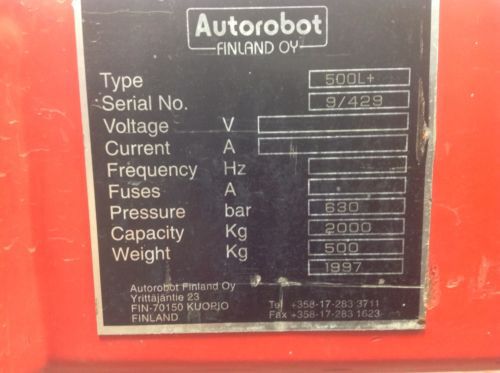 Autorobot
FINLAND OY
Type 500L+
Serial No. 9/429
Voltage V
Current A
Frequency Hz
Fuses A
Pressure bar 630
Capacity Kg 2000
Weight Kg 500
1997
Autorobot Finland Oy
Yrittäjäntie 23
FIN-70150 KUOPIO
FINLAND
Tel +358-17-283 3711
Fax +358-17-283 1623